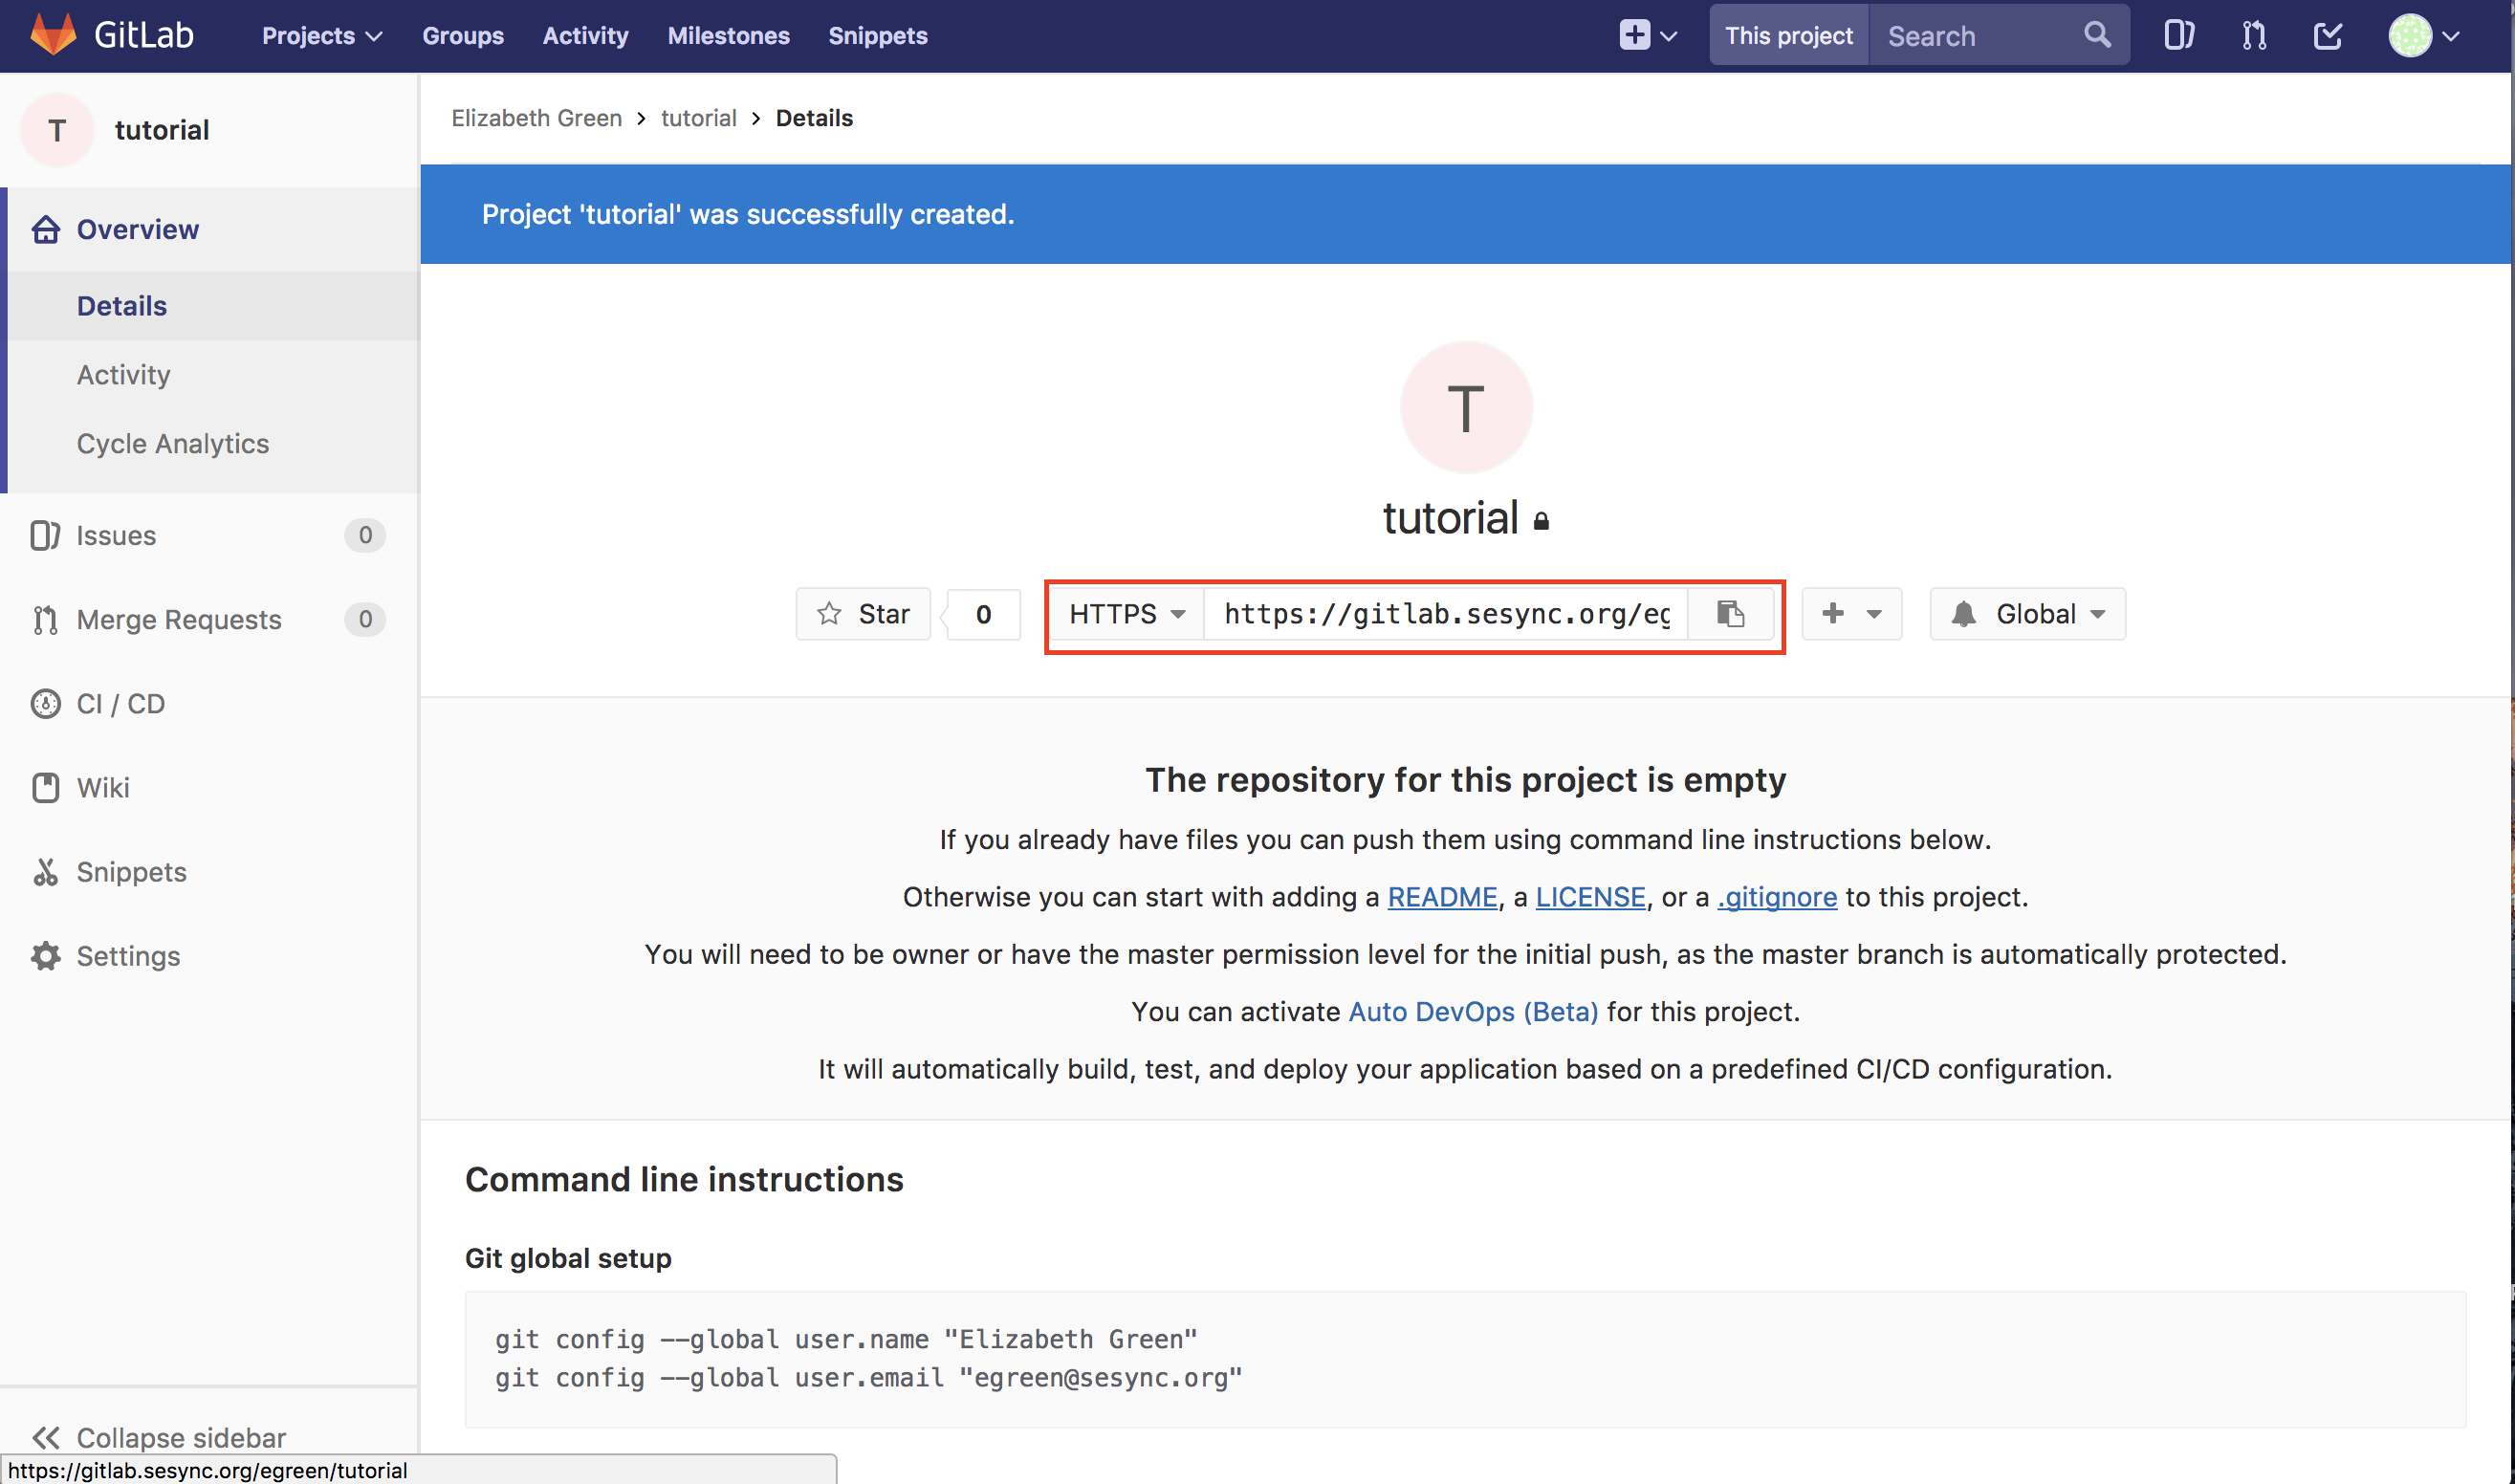 GitLab Projects Groups Activity Milestones Snippets This project Search
T tutorial
Overview
Details
Activity
Cycle Analytics
Issues 0
Merge Requests 0
CI / CD
Wiki
Snippets
Settings
Collapse sidebar
Elizabeth Green > tutorial > Details
Project 'tutorial' was successfully created.
T
tutorial
Star 0 HTTPS https://gitlab.sesync.org/eg Global
The repository for this project is empty
If you already have files you can push them using command line instructions below.
Otherwise you can start with adding a README, a LICENSE, or a .gitignore to this project.
You will need to be owner or have the master permission level for the initial push, as the master branch is automatically protected.
You can activate Auto DevOps (Beta) for this project.
It will automatically build, test, and deploy your application based on a predefined CI/CD configuration.
Command line instructions
Git global setup
git config --global user.name "Elizabeth Green"
git config --global user.email "egreen@sesync.org"
https://gitlab.sesync.org/egreen/tutorial